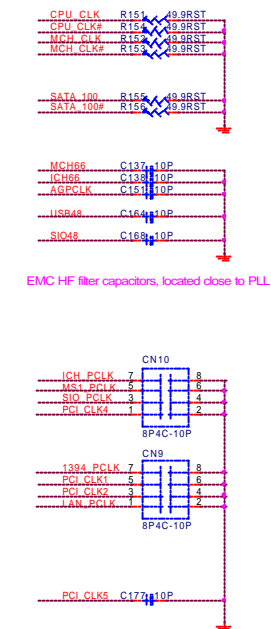 CPU_CLK R151 49.9RST
CPU_CLK# R154 49.9RST
MCH_CLK R152 49.9RST
MCH_CLK# R153 49.9RST
SATA_100 R155 49.9RST
SATA_100# R156 49.9RST
MCH66 C137 10P
ICH66 C138 10P
AGPCLK C151 10P
USB48 C164 10P
SIO48 C168 10P
EMC HF filter capacitors, located close to PLL
CN10
ICH_PCLK 7 8
MS1_PCLK 5 6
SIO_PCLK 3 4
PCI_CLK4 1 2
8P4C-10P
CN9
1394_PCLK 7 8
PCI_CLK1 5 6
PCI_CLK2 3 4
LAN_PCLK 1 2
8P4C-10P
PCI_CLK5 C177 10P